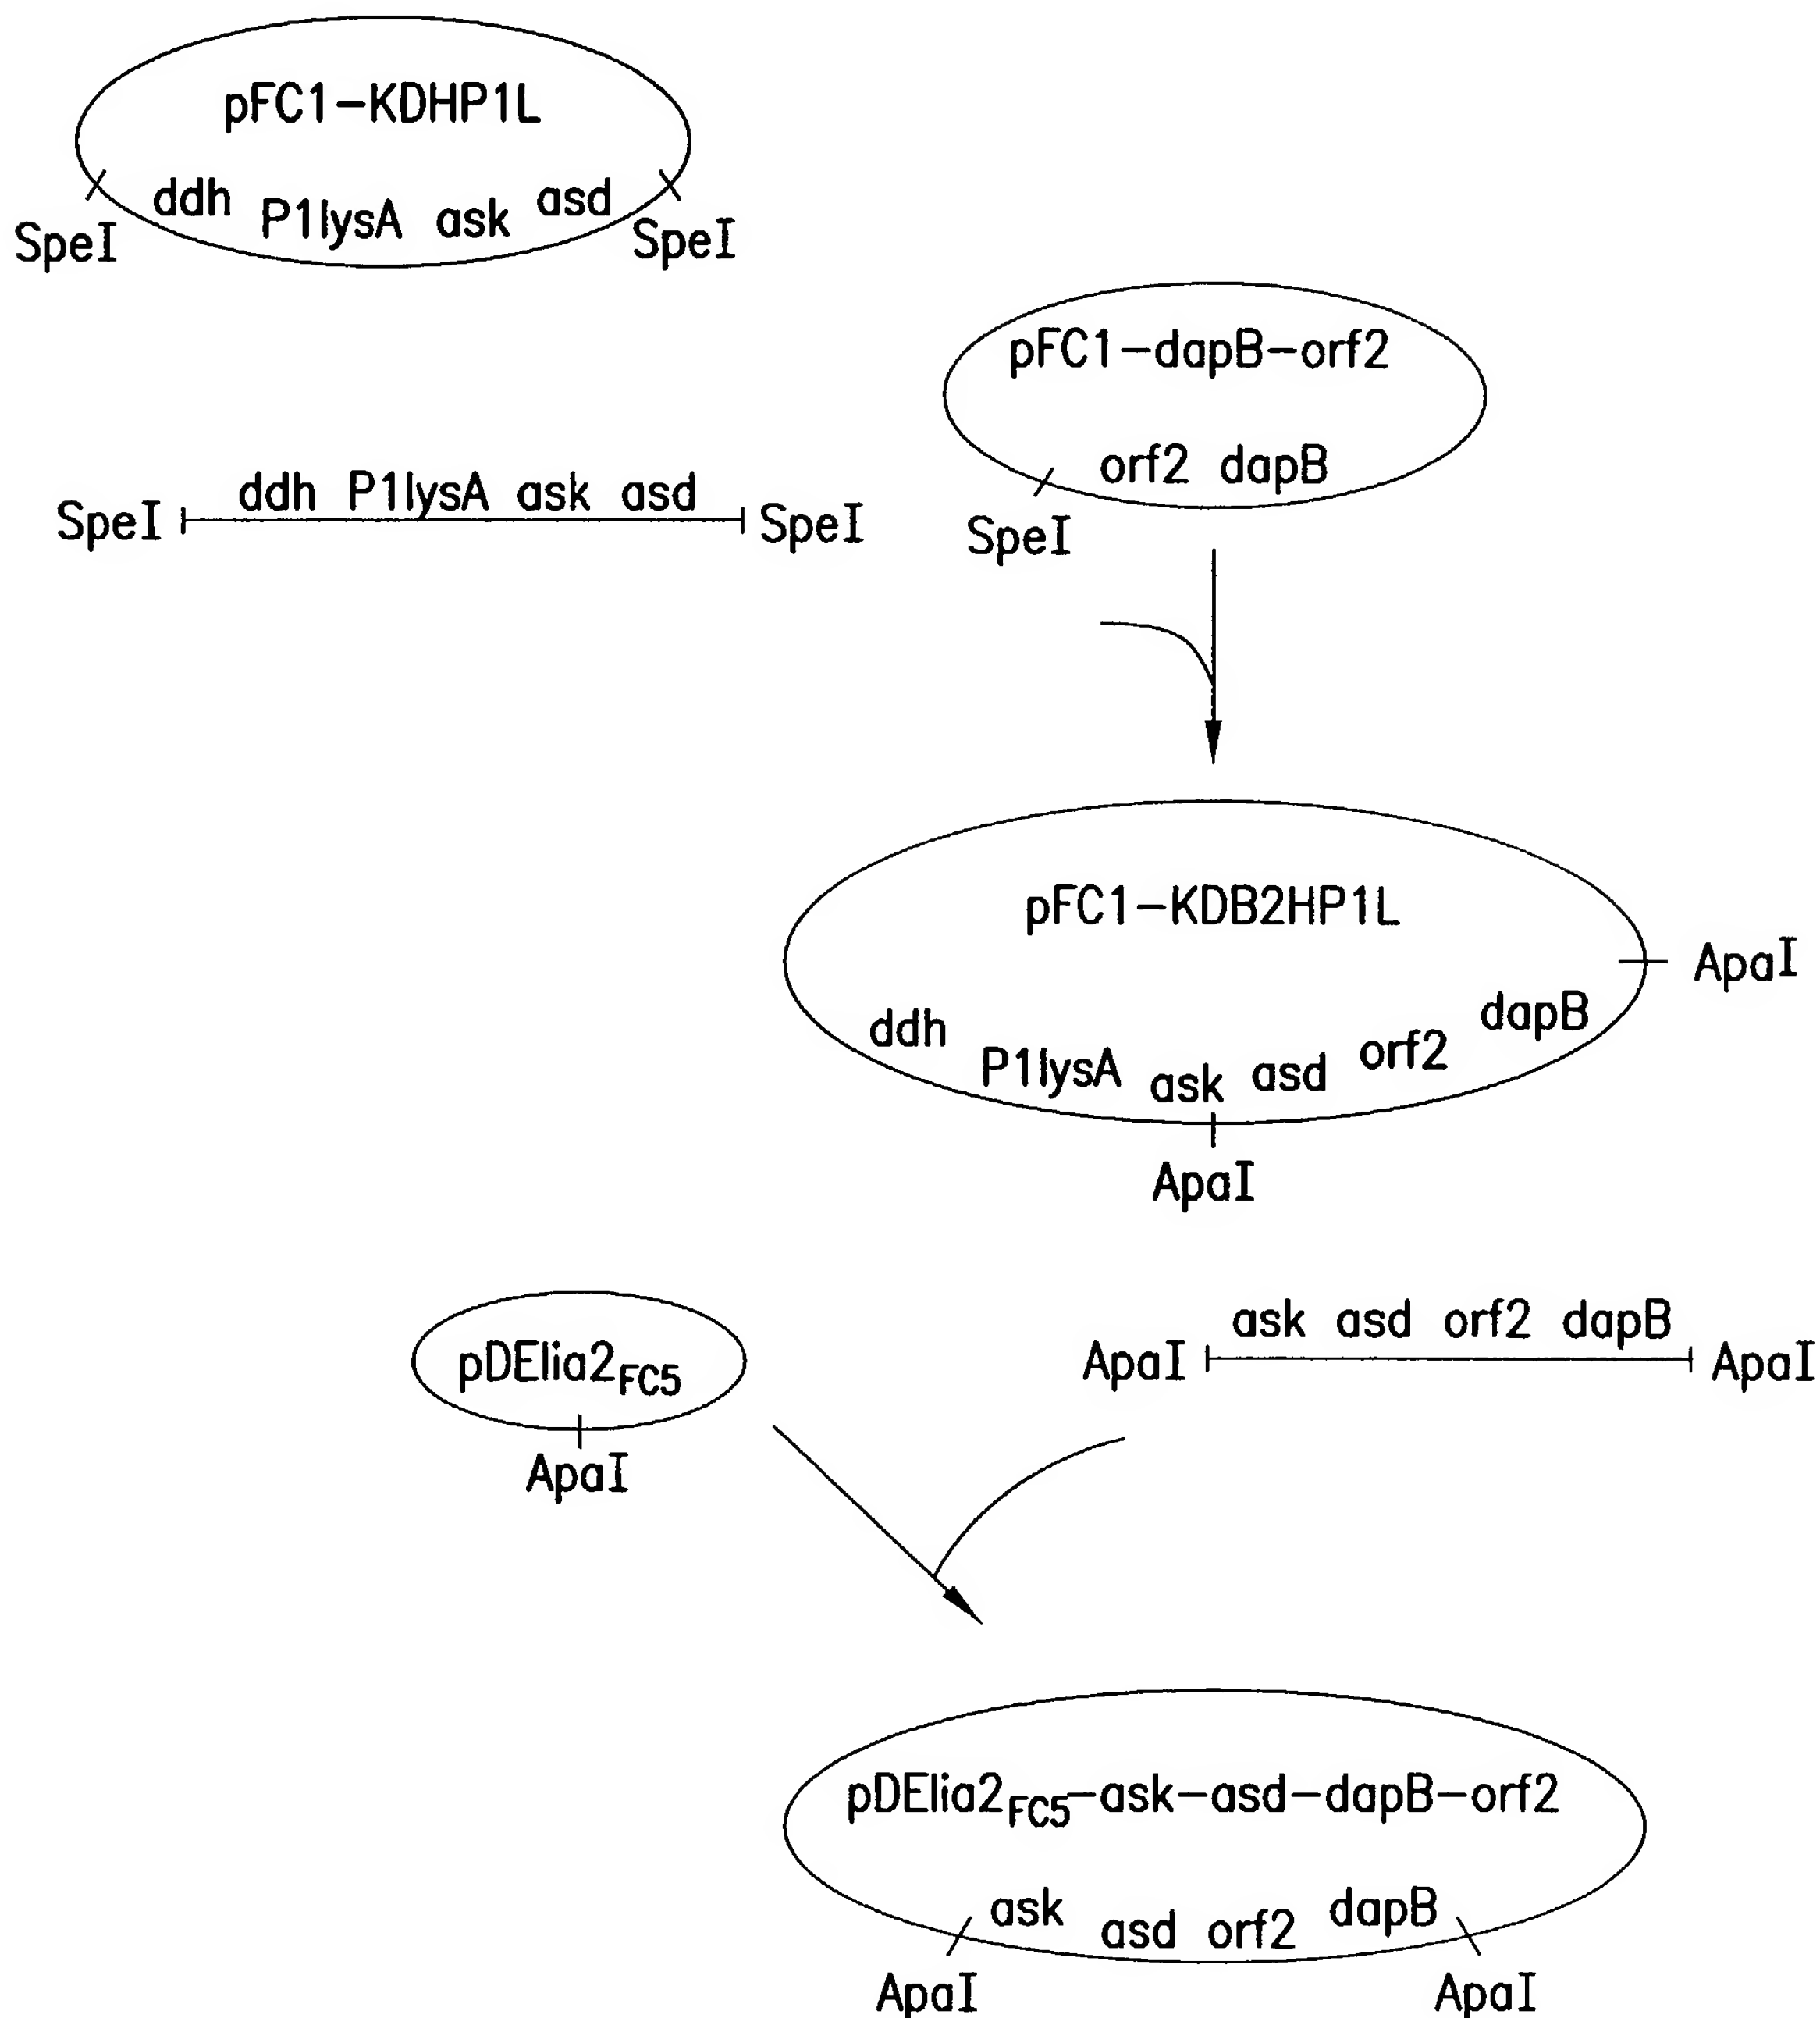 pFC1-KDHP1L
ddh P1lysA ask asd
SpeI SpeI
pFC1-dapB-orf2
orf2 dapB
SpeI
ddh P1lysA ask asd
SpeI SpeI
pFC1-KDB2HP1L
ApaI
ddh P1lysA ask asd orf2 dapB
ApaI
pDElia2FC5
ApaI
ask asd orf2 dapB
ApaI ApaI
pDElia2FC5-ask-asd-dapB-orf2
ask asd orf2 dapB
ApaI ApaI